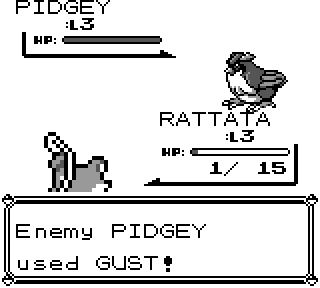 PIDGEY
:L3
HP:
RATTATA
:L3
HP:
1/ 15
Enemy PIDGEY
used GUST!